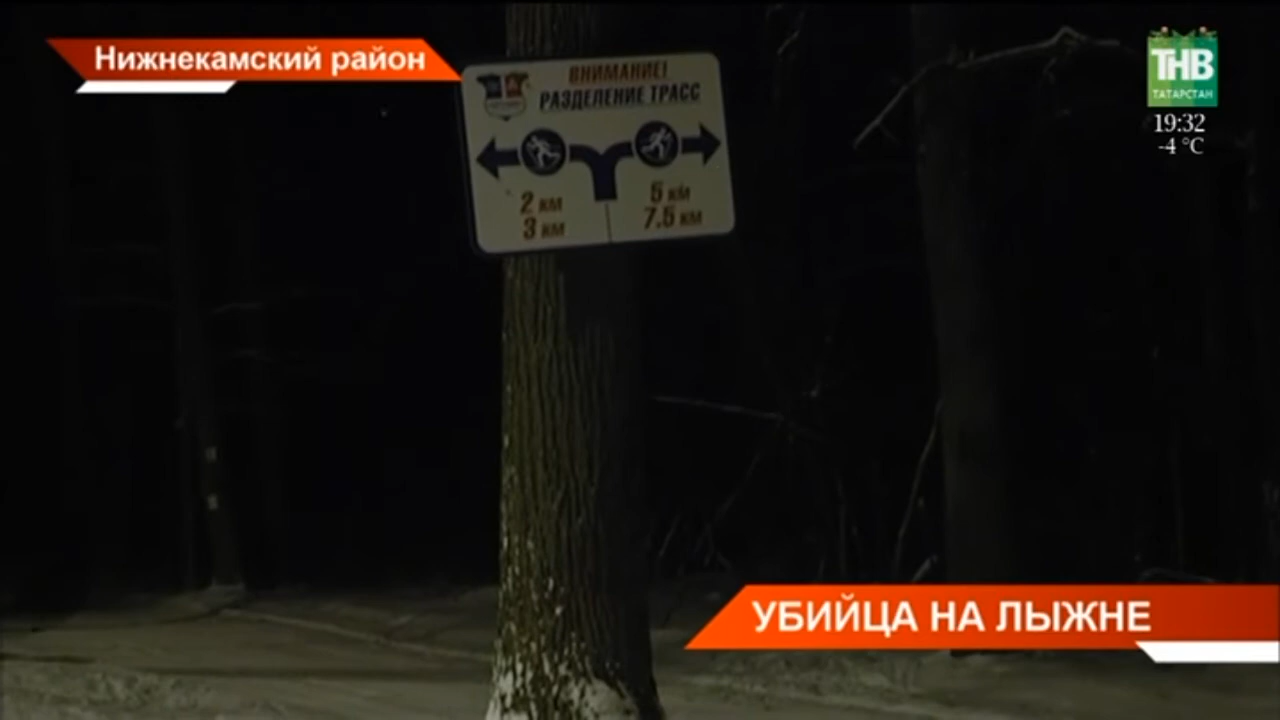 Нижнекамский район
ТНВ
ТАТАРСТАН
19:32
-4 °C
ВНИМАНИЕ!
РАЗДЕЛЕНИЕ ТРАСС
2 км
3 км
5 км
7.5 км
УБИЙЦА НА ЛЫЖНЕ